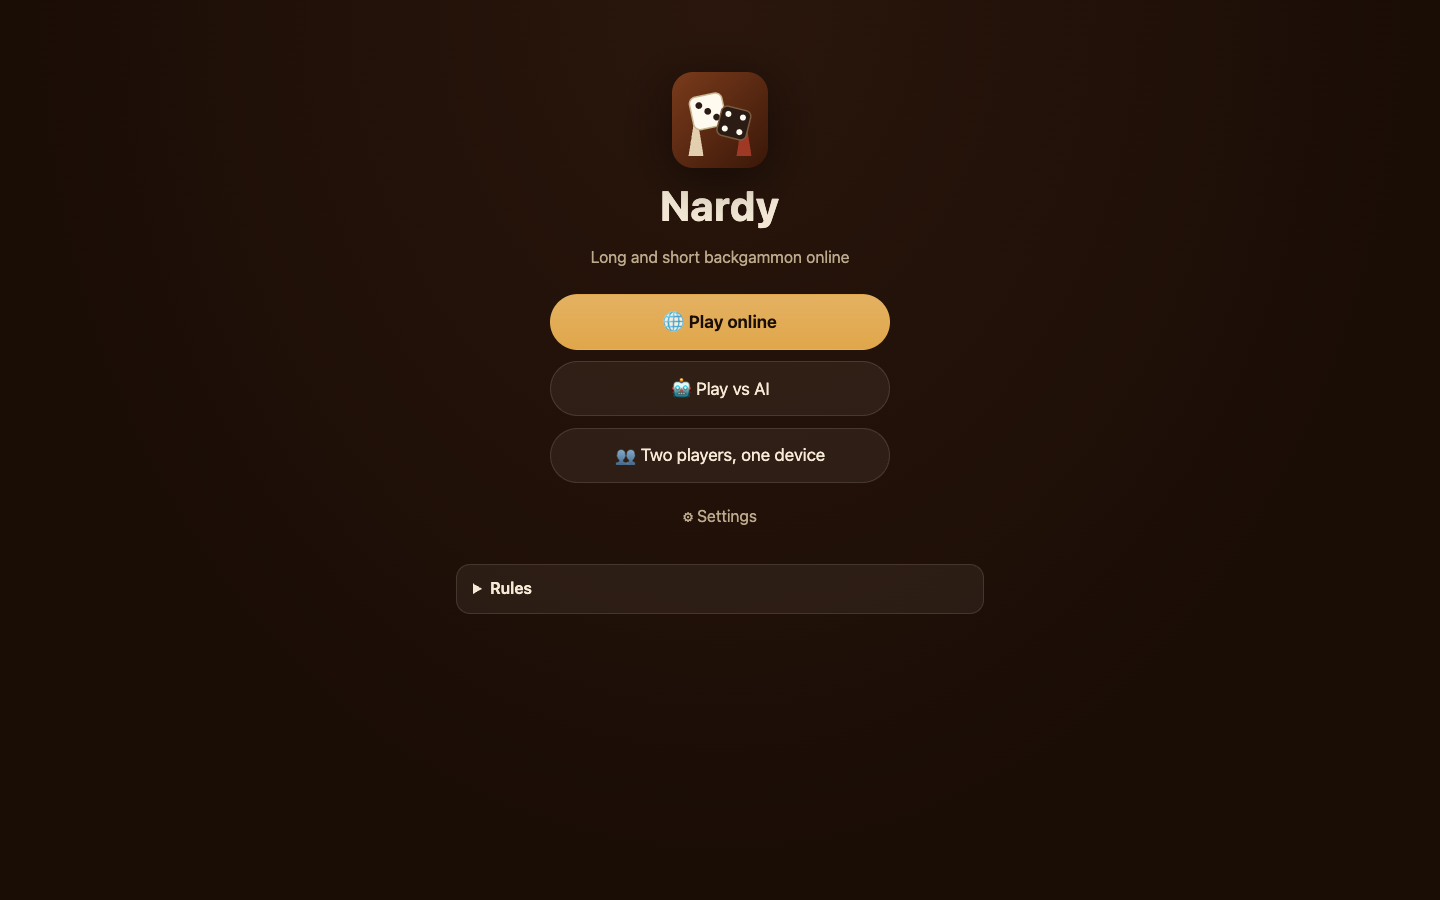 Nardy
Long and short backgammon online
🌐 Play online
🤖 Play vs AI
👥 Two players, one device
⚙ Settings
▶ Rules